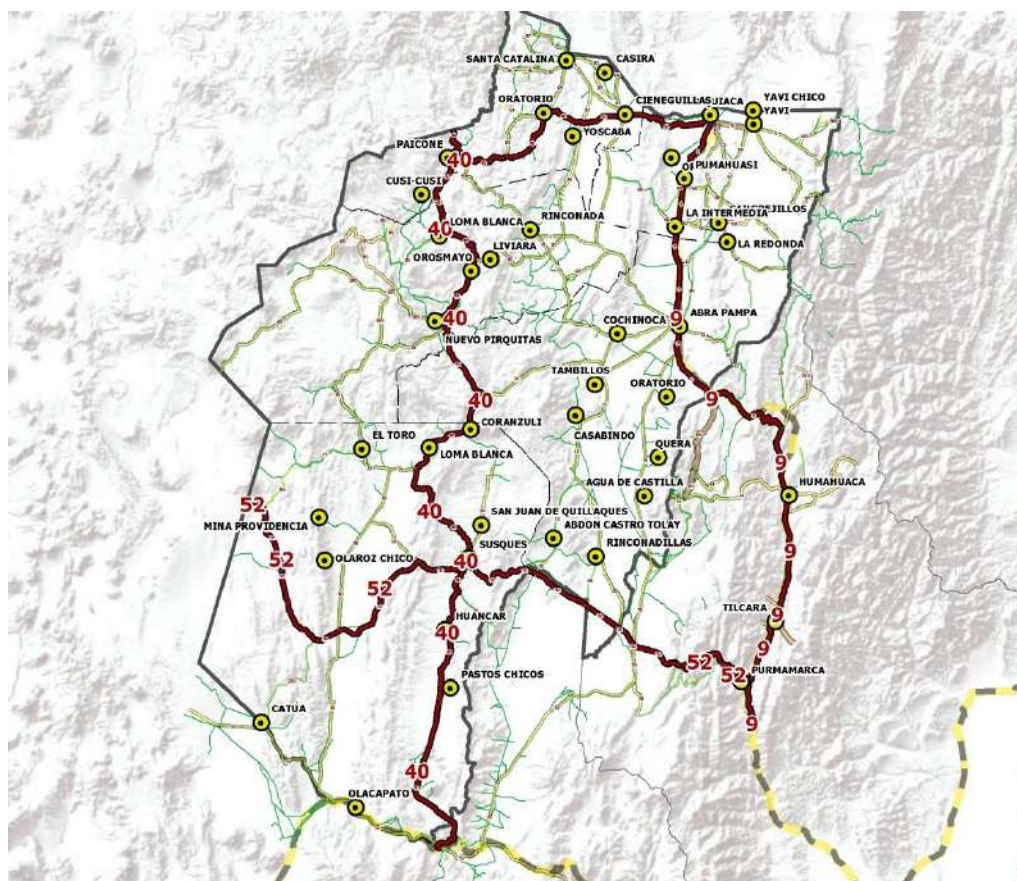 SANTA CATALINA
CASIRA
ORATORIO
CIENEGUILLAS
UIACA
YAVI CHICO
YAVI
YOSCABA
PAICONE
40
PUMAHUASI
CUSI-CUSI
LOMA BLANCA
RINCONADA
LA INTERMEDIA
40
LIVIARA
LA REDONDA
OROSMAYO
40
9
ABRA PAMPA
COCHINOCA
NUEVO PIRQUITAS
TAMBILLOS
ORATORIO
9
40
CORANZULI
CASABINDO
EL TORO
LOMA BLANCA
QUERA
9
AGUA DE CASTILLA
HUMAHUACA
52
40
SAN JUAN DE QUILLAQUES
MINA PROVIDENCIA
ABDON CASTRO TOLAY
SUSQUES
RINCONADILLAS
9
52
OLAROZ CHICO
40
52
TILCARA
9
HUANCAR
40
9
52
PURMAMARCA
52
PASTOS CHICOS
CATUA
9
40
OLACAPATO